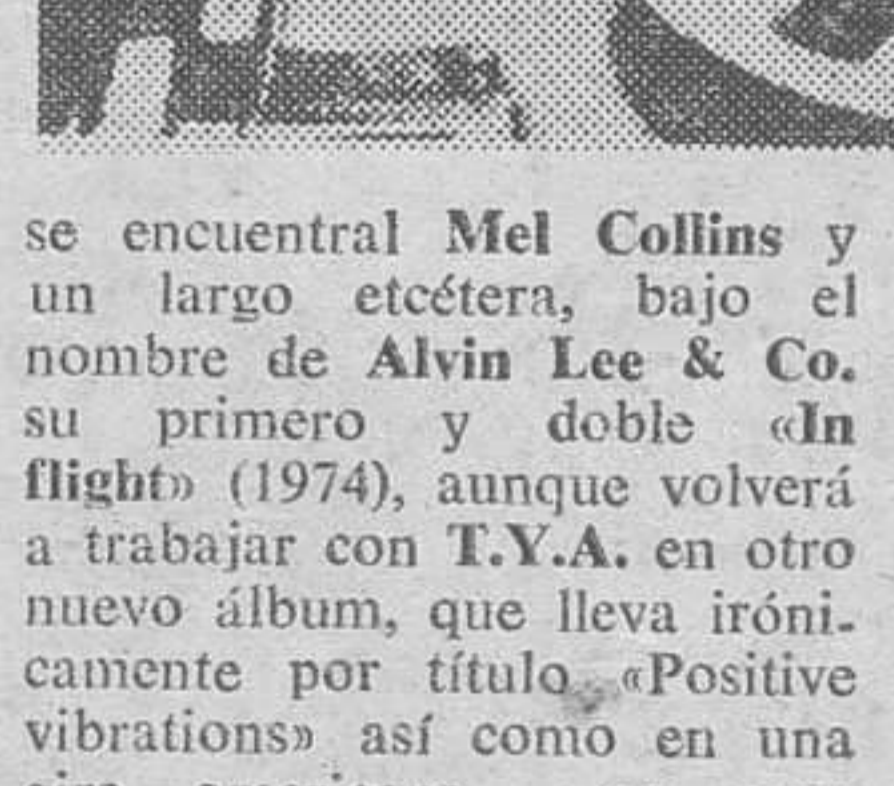 se encuentral Mel Collins y
un largo etcétera, bajo el
nombre de Alvin Lee & Co.
su primero y doble «In
flight» (1974), aunque volverá
a trabajar con T.Y.A. en otro
nuevo álbum, que lleva iróni-
camente por título «Positive
vibrations» así como en una